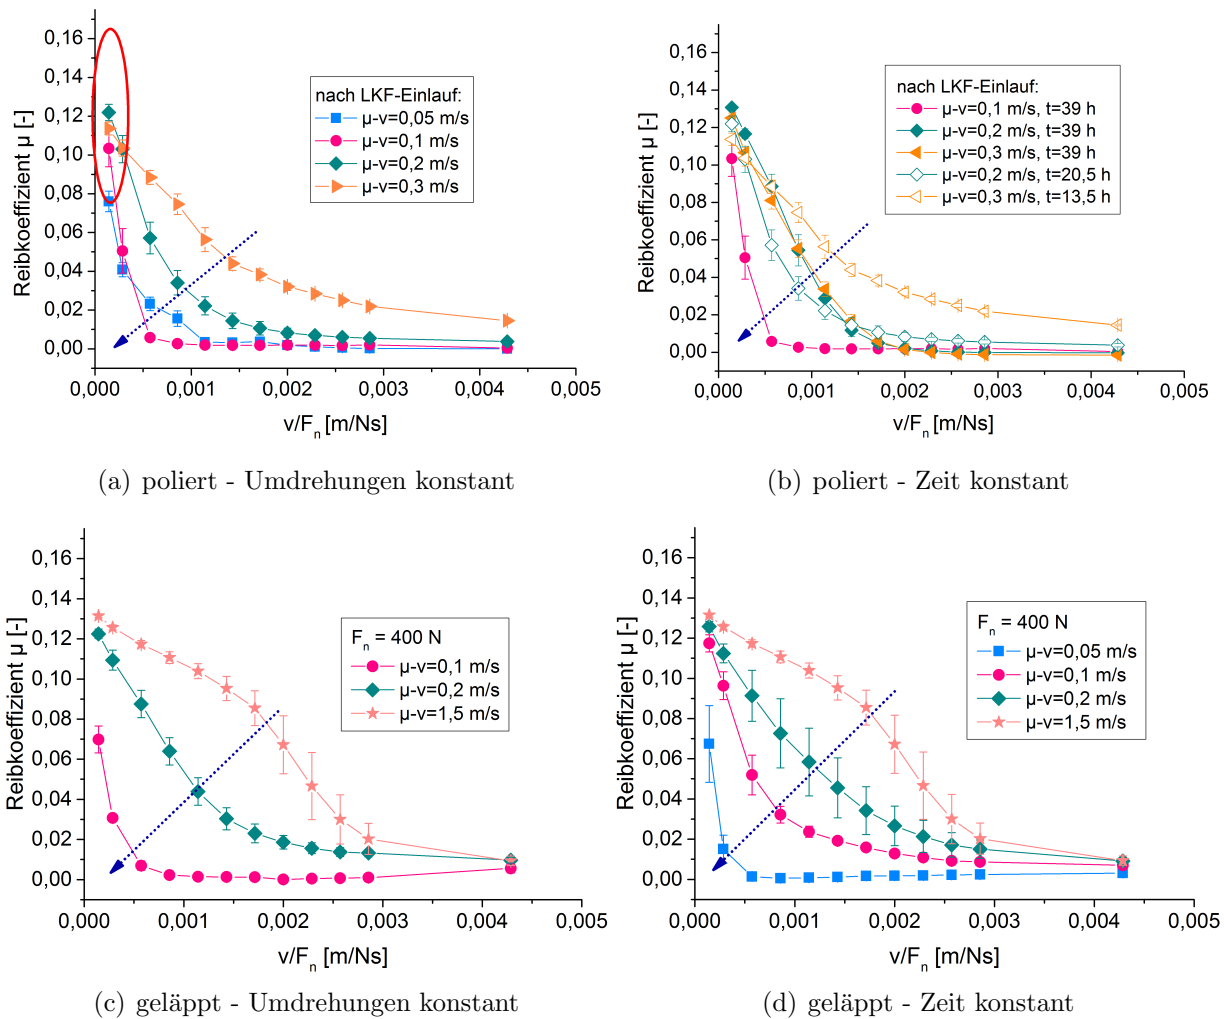 0,16
0,14
0,12
0,10
0,08
0,06
0,04
0,02
0,00
Reibkoeffizient µ [-]
nach LKF-Einlauf:
µ-v=0,05 m/s
µ-v=0,1 m/s
µ-v=0,2 m/s
µ-v=0,3 m/s
0,000 0,001 0,002 0,003 0,004 0,005
v/Fn [m/Ns]
(a) poliert - Umdrehungen konstant
0,16
0,14
0,12
0,10
0,08
0,06
0,04
0,02
0,00
Reibkoeffizient µ [-]
nach LKF-Einlauf:
µ-v=0,1 m/s, t=39 h
µ-v=0,2 m/s, t=39 h
µ-v=0,3 m/s, t=39 h
µ-v=0,2 m/s, t=20,5 h
µ-v=0,3 m/s, t=13,5 h
0,000 0,001 0,002 0,003 0,004 0,005
v/Fn [m/Ns]
(b) poliert - Zeit konstant
0,16
0,14
0,12
0,10
0,08
0,06
0,04
0,02
0,00
Reibkoeffizient µ [-]
Fn = 400 N
µ-v=0,1 m/s
µ-v=0,2 m/s
µ-v=1,5 m/s
0,000 0,001 0,002 0,003 0,004 0,005
v/Fn [m/Ns]
(c) geläppt - Umdrehungen konstant
0,16
0,14
0,12
0,10
0,08
0,06
0,04
0,02
0,00
Reibkoeffizient µ [-]
Fn = 400 N
µ-v=0,05 m/s
µ-v=0,1 m/s
µ-v=0,2 m/s
µ-v=1,5 m/s
0,000 0,001 0,002 0,003 0,004 0,005
v/Fn [m/Ns]
(d) geläppt - Zeit konstant